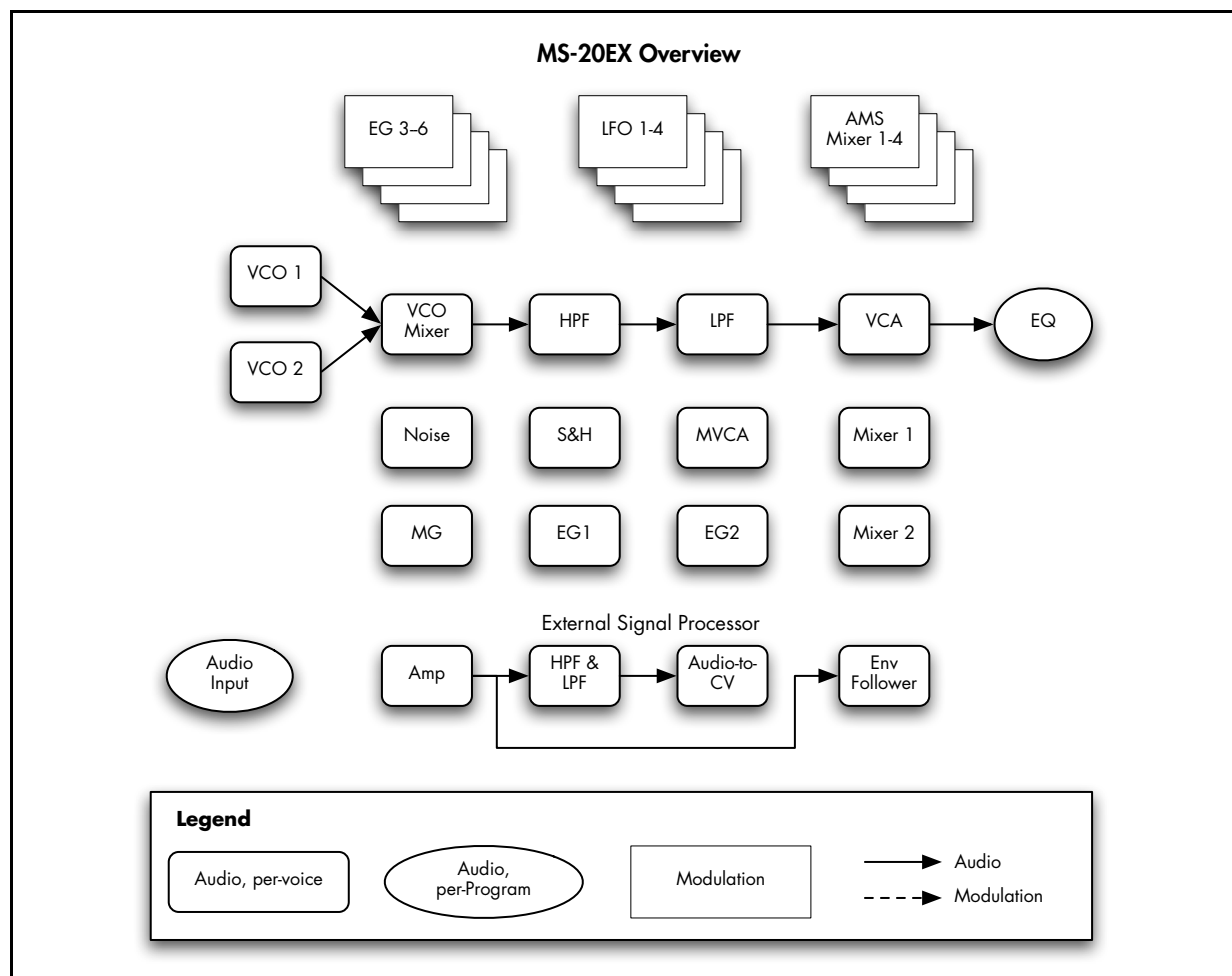 MS-20EX Overview
EG 3–6
LFO 1-4
AMS
Mixer 1-4
VCO 1
VCO 2
VCO
Mixer
HPF
LPF
VCA
EQ
Noise
S&H
MVCA
Mixer 1
MG
EG1
EG2
Mixer 2
External Signal Processor
Audio
Input
Amp
HPF &
LPF
Audio-to-
CV
Env
Follower
Legend
Audio, per-voice
Audio,
per-Program
Modulation
Audio
Modulation